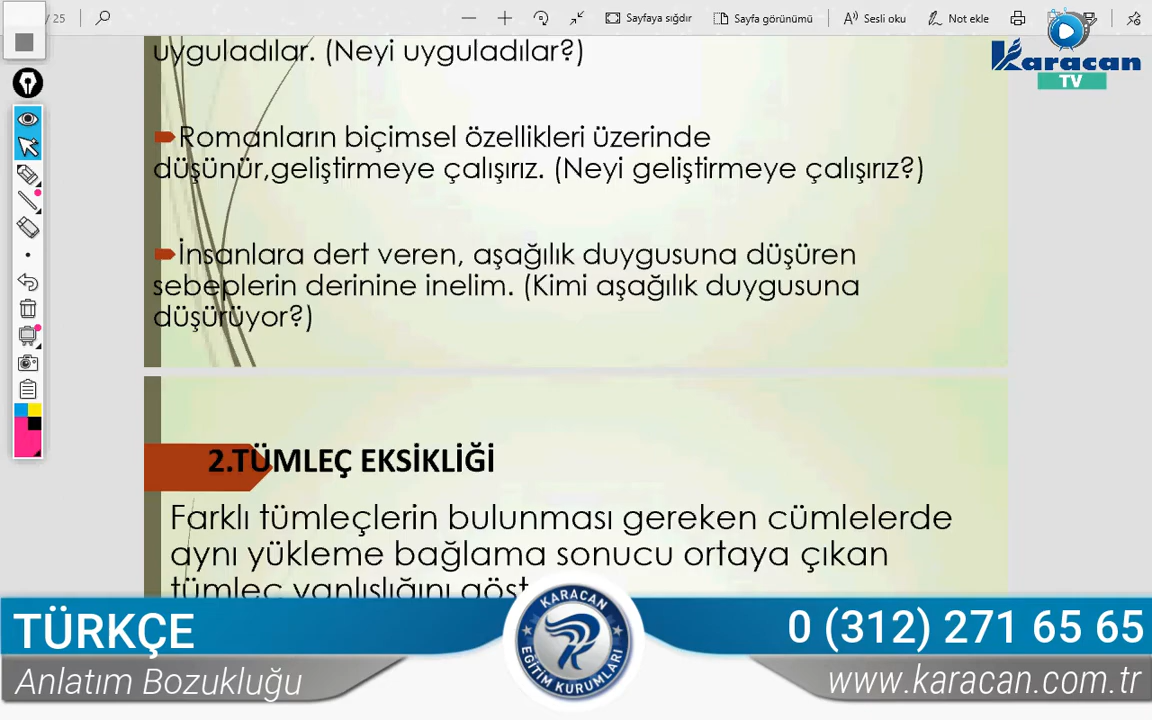 / 25
Sayfaya sığdır
Sayfa görünümü
Sesli oku
Not ekle
Karacan
TV
uyguladılar. (Neyi uyguladılar?)
Romanların biçimsel özellikleri üzerinde
düşünür,geliştirmeye çalışırız. (Neyi geliştirmeye çalışırız?)
İnsanlara dert veren, aşağılık duygusuna düşüren
sebeplerin derinine inelim. (Kimi aşağılık duygusuna
düşürüyor?)
2.TÜMLEÇ EKSİKLİĞİ
Farklı tümleçlerin bulunması gereken cümlelerde
aynı yükleme bağlama sonucu ortaya çıkan
tümleç yanlışlığını göst
TÜRKÇE
Anlatım Bozukluğu
KARACAN
EĞİTİM KURUMLARI
0 (312) 271 65 65
www.karacan.com.tr